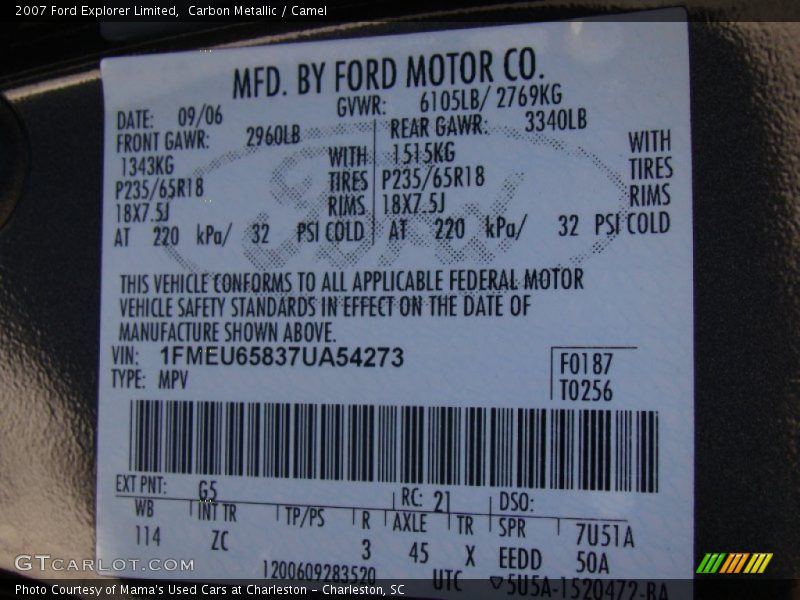 2007 Ford Explorer Limited, Carbon Metallic / Camel
MFD. BY FORD MOTOR CO.
DATE: 09/06 GVWR: 6105LB/ 2769KG
FRONT GAWR: 2960LB REAR GAWR: 3340LB
1343KG WITH 1515KG WITH
P235/65R18 TIRES P235/65R18 TIRES
18X7.5J RIMS 18X7.5J RIMS
AT 220 kPa/ 32 PSI COLD AT 220 kPa/ 32 PSI COLD
Ford
THIS VEHICLE CONFORMS TO ALL APPLICABLE FEDERAL MOTOR
VEHICLE SAFETY STANDARDS IN EFFECT ON THE DATE OF
MANUFACTURE SHOWN ABOVE.
VIN: 1FMEU65837UA54273 F0187
TYPE: MPV T0256
EXT PNT: G5 RC: 21 DSO:
WB INT TR TP/PS R AXLE TR SPR 7U51A
114 ZC 3 45 X EEDD 50A
1200609283520 UTC ▽5U5A-1520472-BA
GTCarLot.com
Photo Courtesy of Mama's Used Cars at Charleston – Charleston, SC